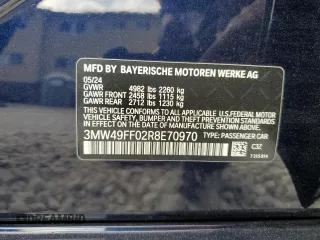 MFD BY BAYERISCHE MOTOREN WERKE AG
05/24
GVWR 4982 lbs 2260 kg
GAWR FRONT 2458 lbs 1115 kg
GAWR REAR 2712 lbs 1230 kg
THIS VEHICLE CONFORMS TO ALL APPLICABLE U.S. FEDERAL MOTOR
VEHICLE SAFETY, BUMPER, AND THEFT PREVENTION STANDARDS
IN EFFECT ON THE DATE OF MANUFACTURE SHOWN ABOVE.
3MW49FF02R8E70970 TYPE: PASSENGER CAR
C3Z